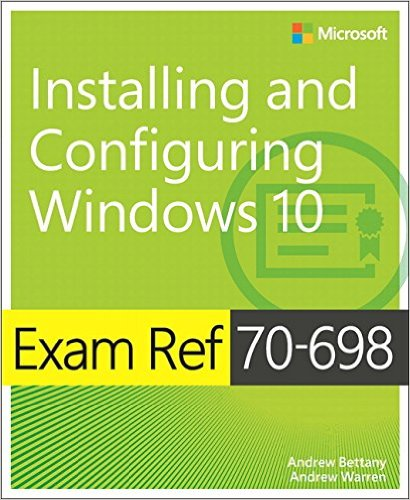 Microsoft
Installing and
Configuring
Windows 10
Exam Ref 70-698
Andrew Bettany
Andrew Warren